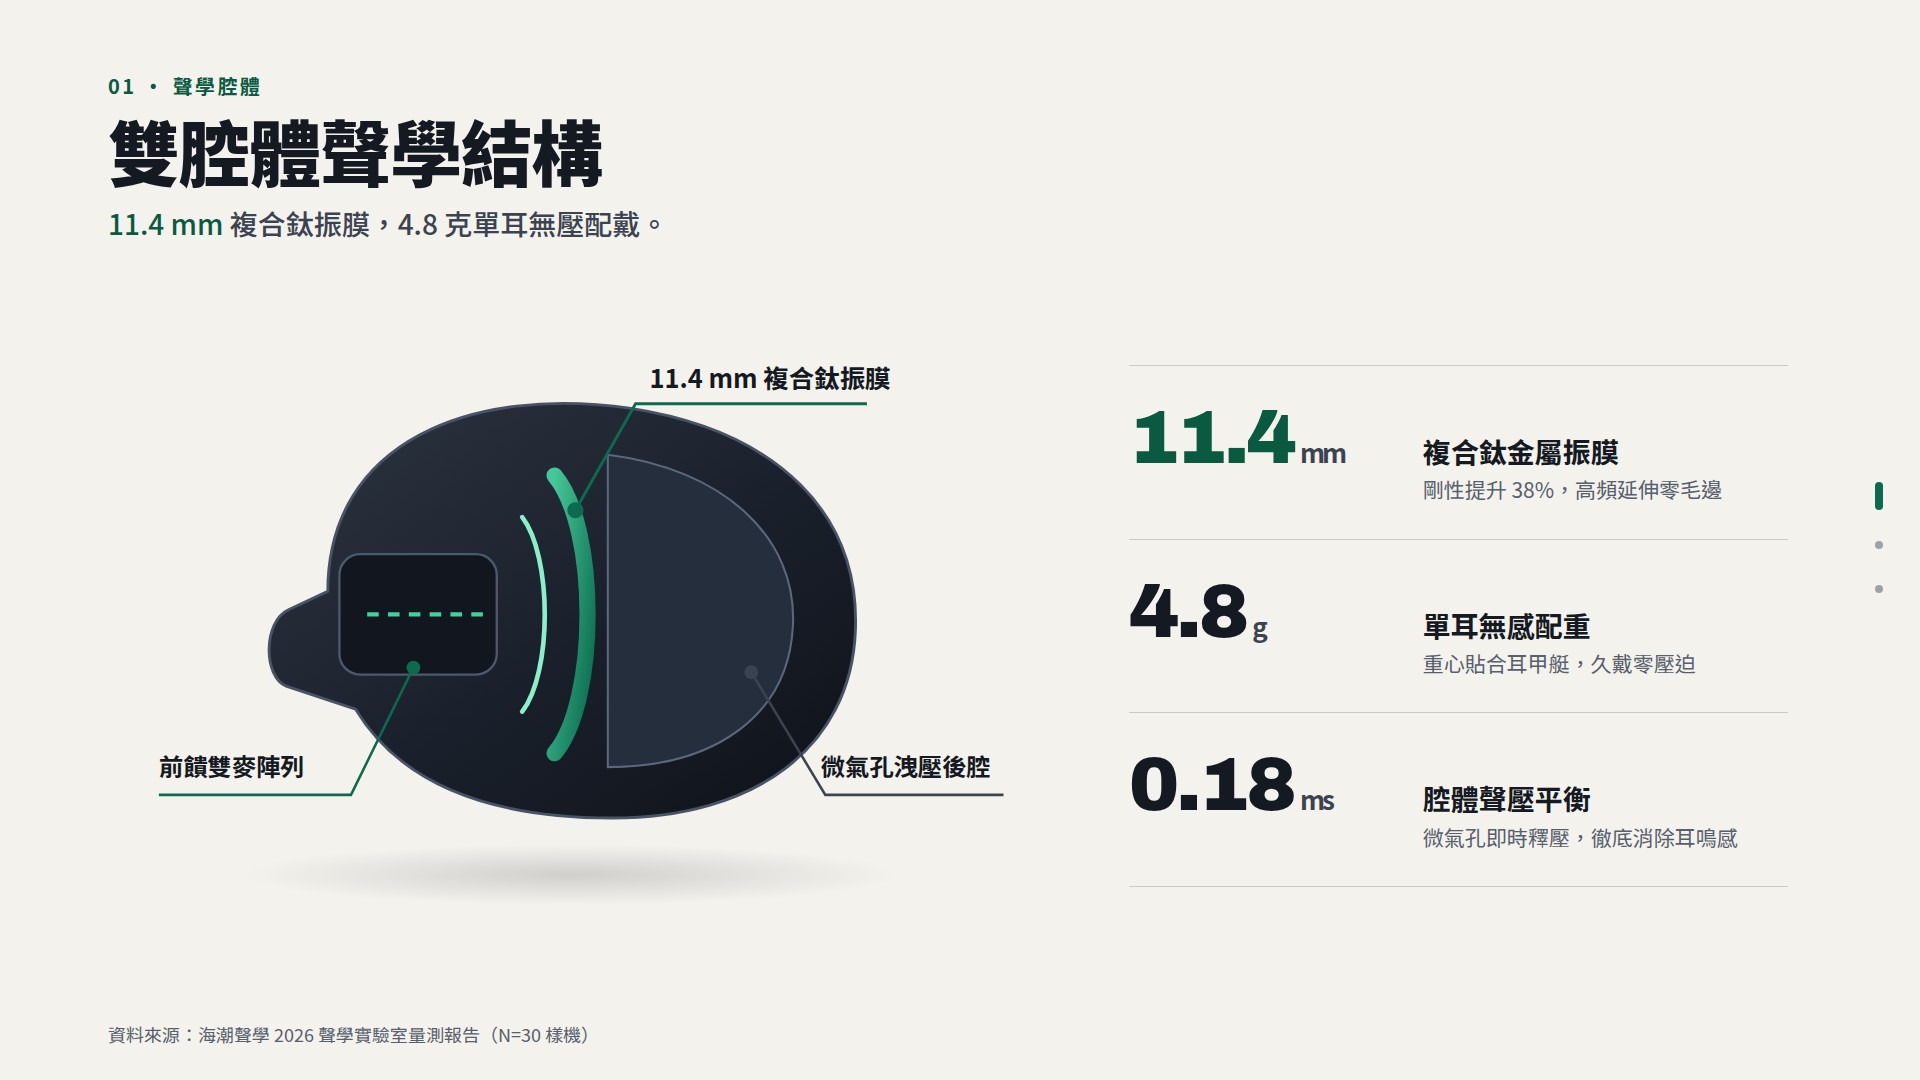 01 • 聲學腔體
雙腔體聲學結構
11.4 mm 複合鈦振膜，4.8 克單耳無壓配戴。
11.4 mm 複合鈦振膜
前饋雙麥陣列
微氣孔洩壓後腔
11.4 mm
複合鈦金屬振膜
剛性提升 38%，高頻延伸零毛邊
4.8 g
單耳無感配重
重心貼合耳甲艇，久戴零壓迫
0.18 ms
腔體聲壓平衡
微氣孔即時釋壓，徹底消除耳鳴感
資料來源：海潮聲學 2026 聲學實驗室量測報告（N=30 樣機）